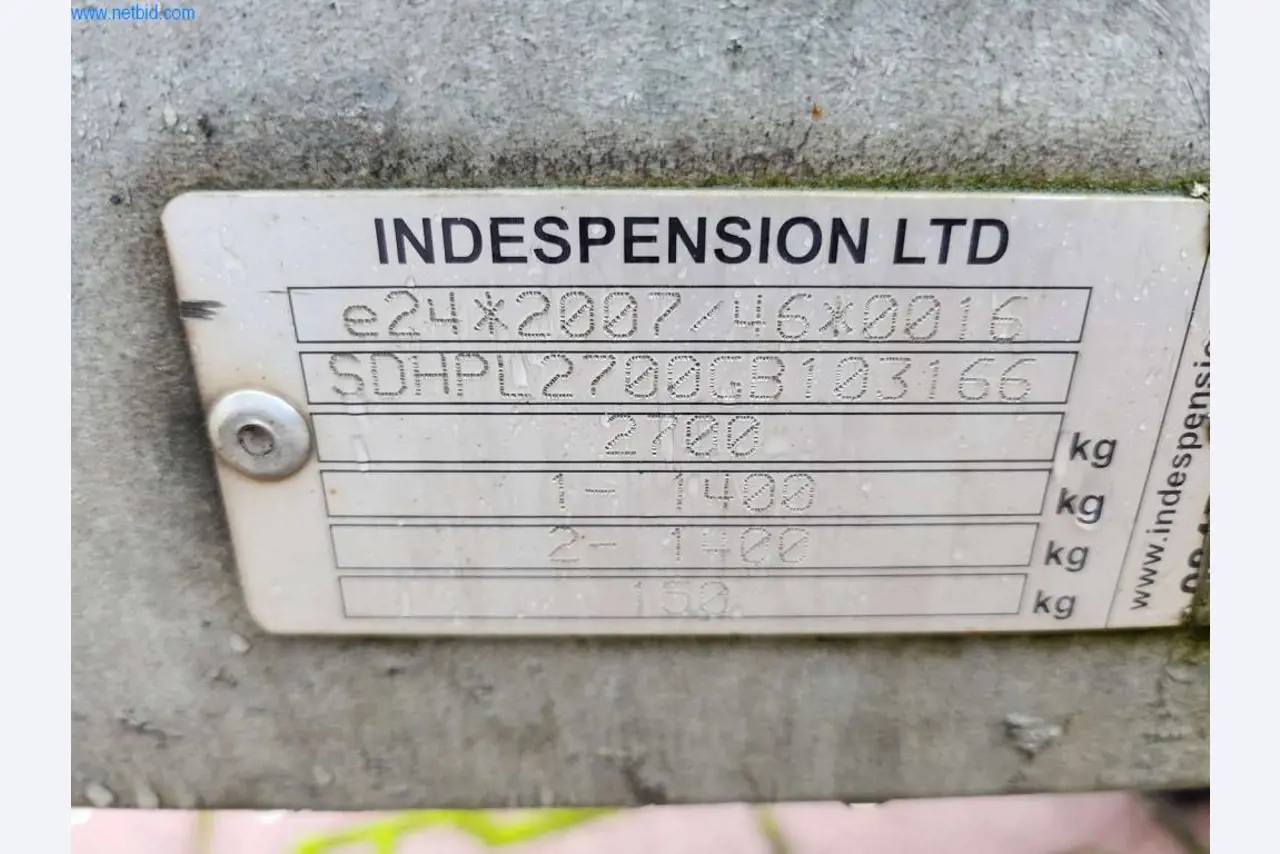 www.netbid.com
INDESPENSION LTD
e24*2007/46*0016
SDHPL2700GB103166
2700 kg
1- 1400 kg
2- 1400 kg
150 kg
www.indespensio